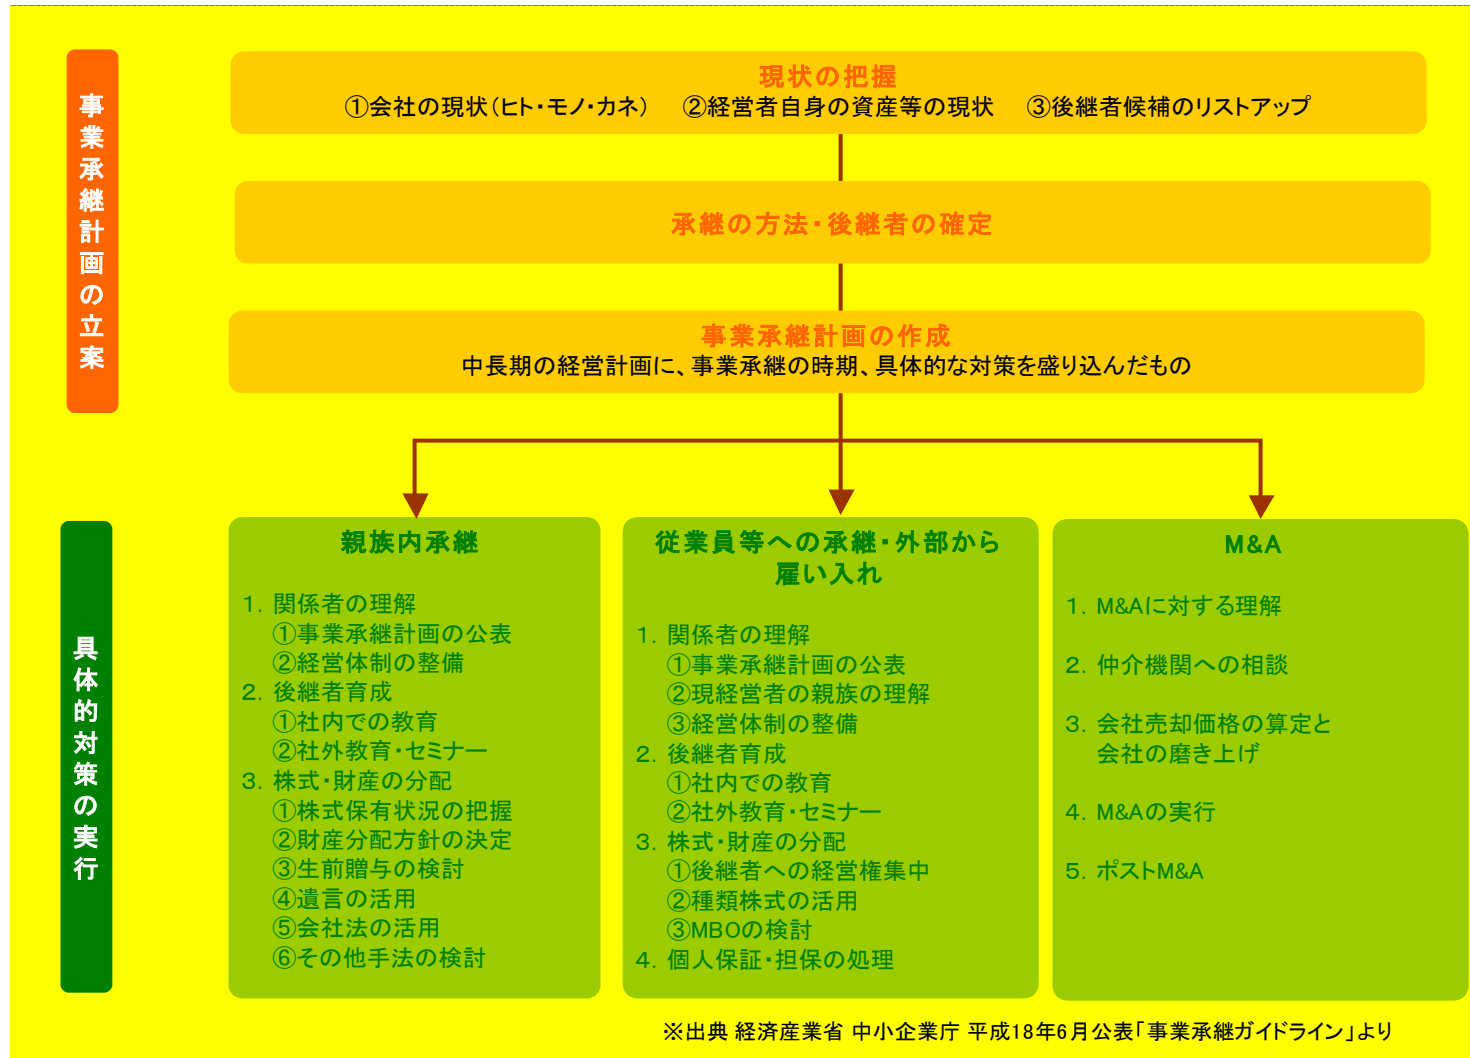 事業承継計画の立案
現状の把握
①会社の現状（ヒト・モノ・カネ）　②経営者自身の資産等の現状　③後継者候補のリストアップ
承継の方法・後継者の確定
事業承継計画の作成
中長期の経営計画に、事業承継の時期、具体的な対策を盛り込んだもの
具体的対策の実行
親族内承継
1．関係者の理解
①事業承継計画の公表
②経営体制の整備
2．後継者育成
①社内での教育
②社外教育・セミナー
3．株式・財産の分配
①株式保有状況の把握
②財産分配方針の決定
③生前贈与の検討
④遺言の活用
⑤会社法の活用
⑥その他手法の検討
従業員等への承継・外部から
雇い入れ
1．関係者の理解
①事業承継計画の公表
②現経営者の親族の理解
③経営体制の整備
2．後継者育成
①社内での教育
②社外教育・セミナー
3．株式・財産の分配
①後継者への経営権集中
②種類株式の活用
③MBOの検討
4．個人保証・担保の処理
M&A
1．M&Aに対する理解
2．仲介機関への相談
3．会社売却価格の算定と
会社の磨き上げ
4．M&Aの実行
5．ポストM&A
※出典 経済産業省 中小企業庁 平成18年6月公表「事業承継ガイドライン」より